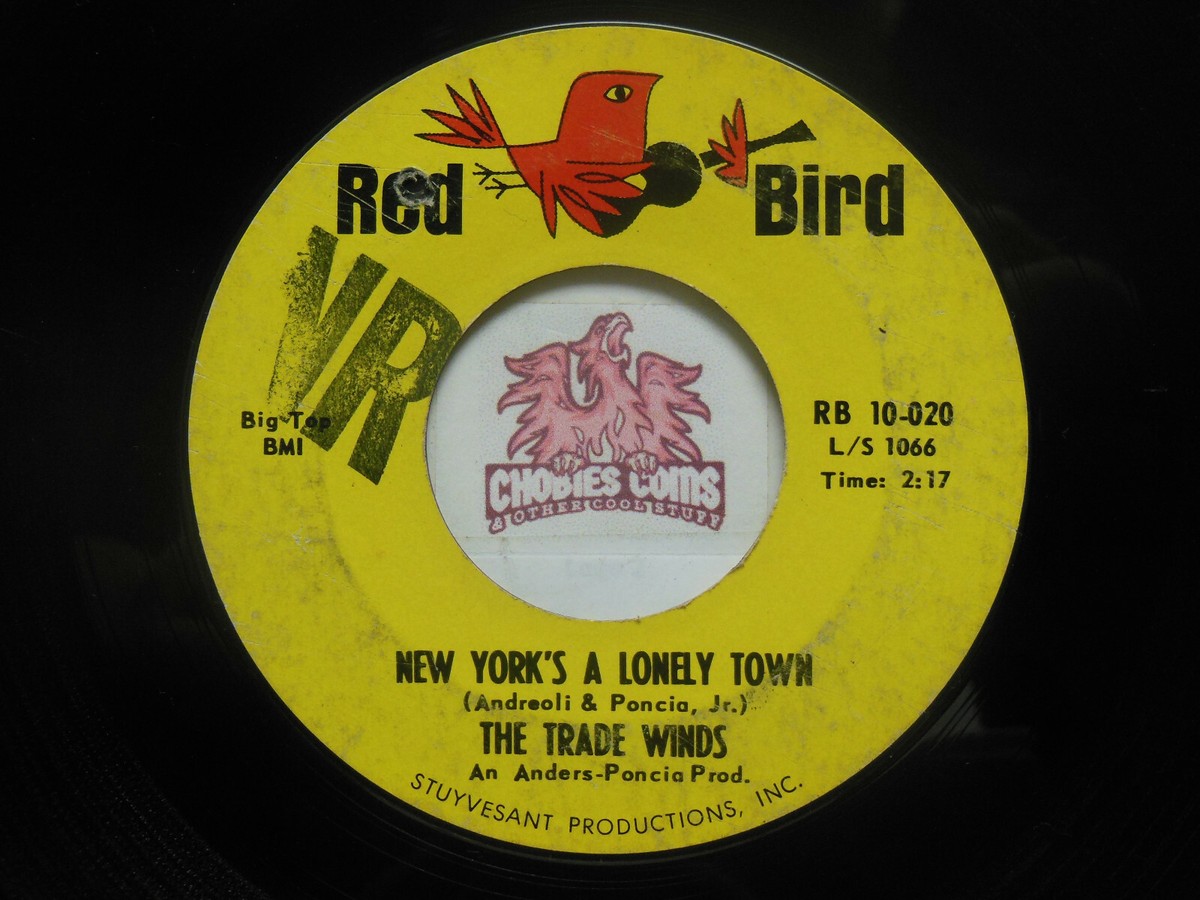 Red Bird
VR
Big Top
BMI
RB 10-020
L/S 1066
Time: 2:17
CHOBIES COINS
& OTHER COOL STUFF
NEW YORK'S A LONELY TOWN
(Andreoli & Poncia, Jr.)
THE TRADE WINDS
An Anders-Poncia Prod.
STUYVESANT PRODUCTIONS, INC.